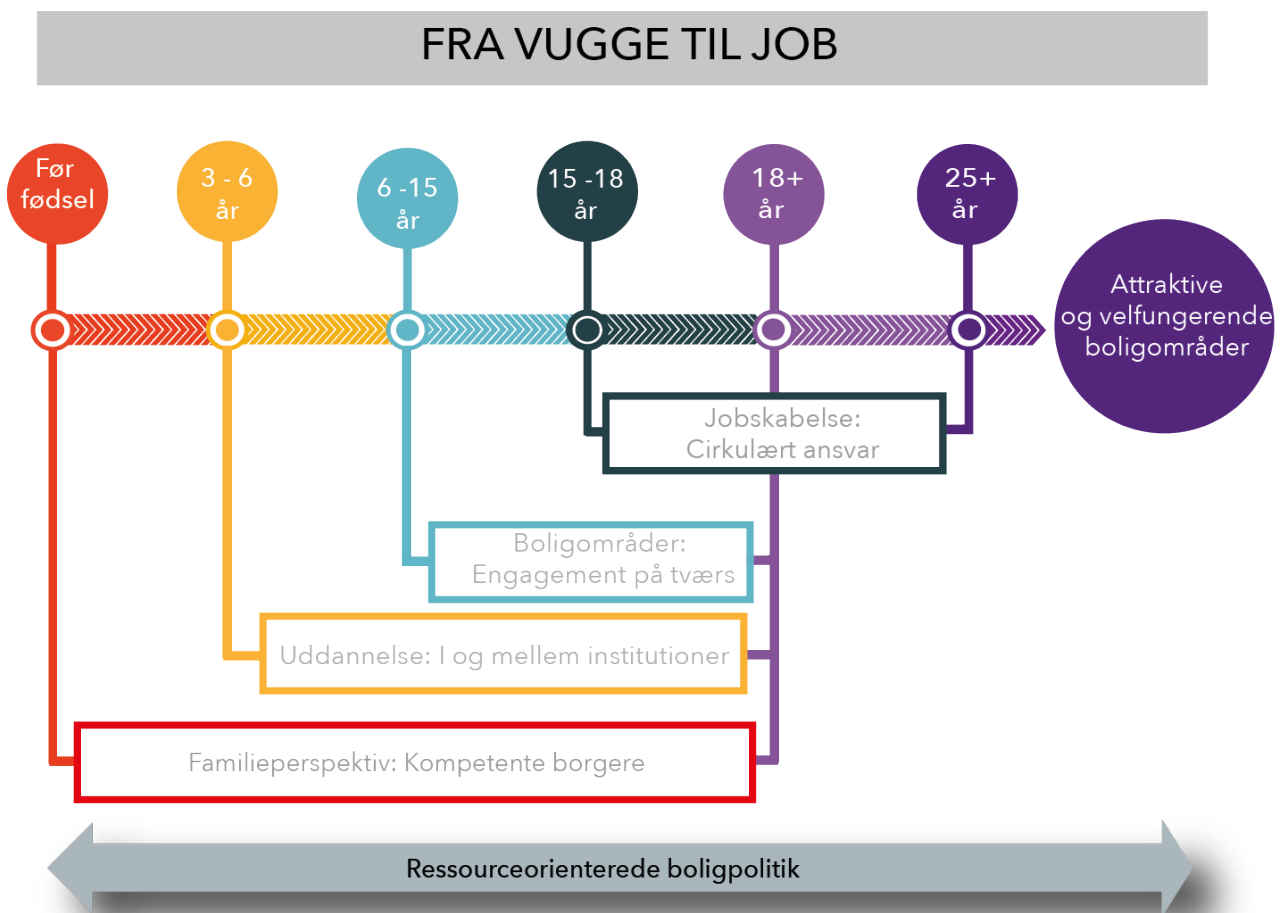 FRA VUGGE TIL JOB
Før
fødsel
3 - 6
år
6 -15
år
15 -18
år
18+
år
25+
år
Attraktive
og velfungerende
boligområder
Jobskabelse:
Cirkulært ansvar
Boligområder:
Engagement på tværs
Uddannelse: I og mellem institutioner
Familieperspektiv: Kompetente borgere
Ressourceorienterede boligpolitik